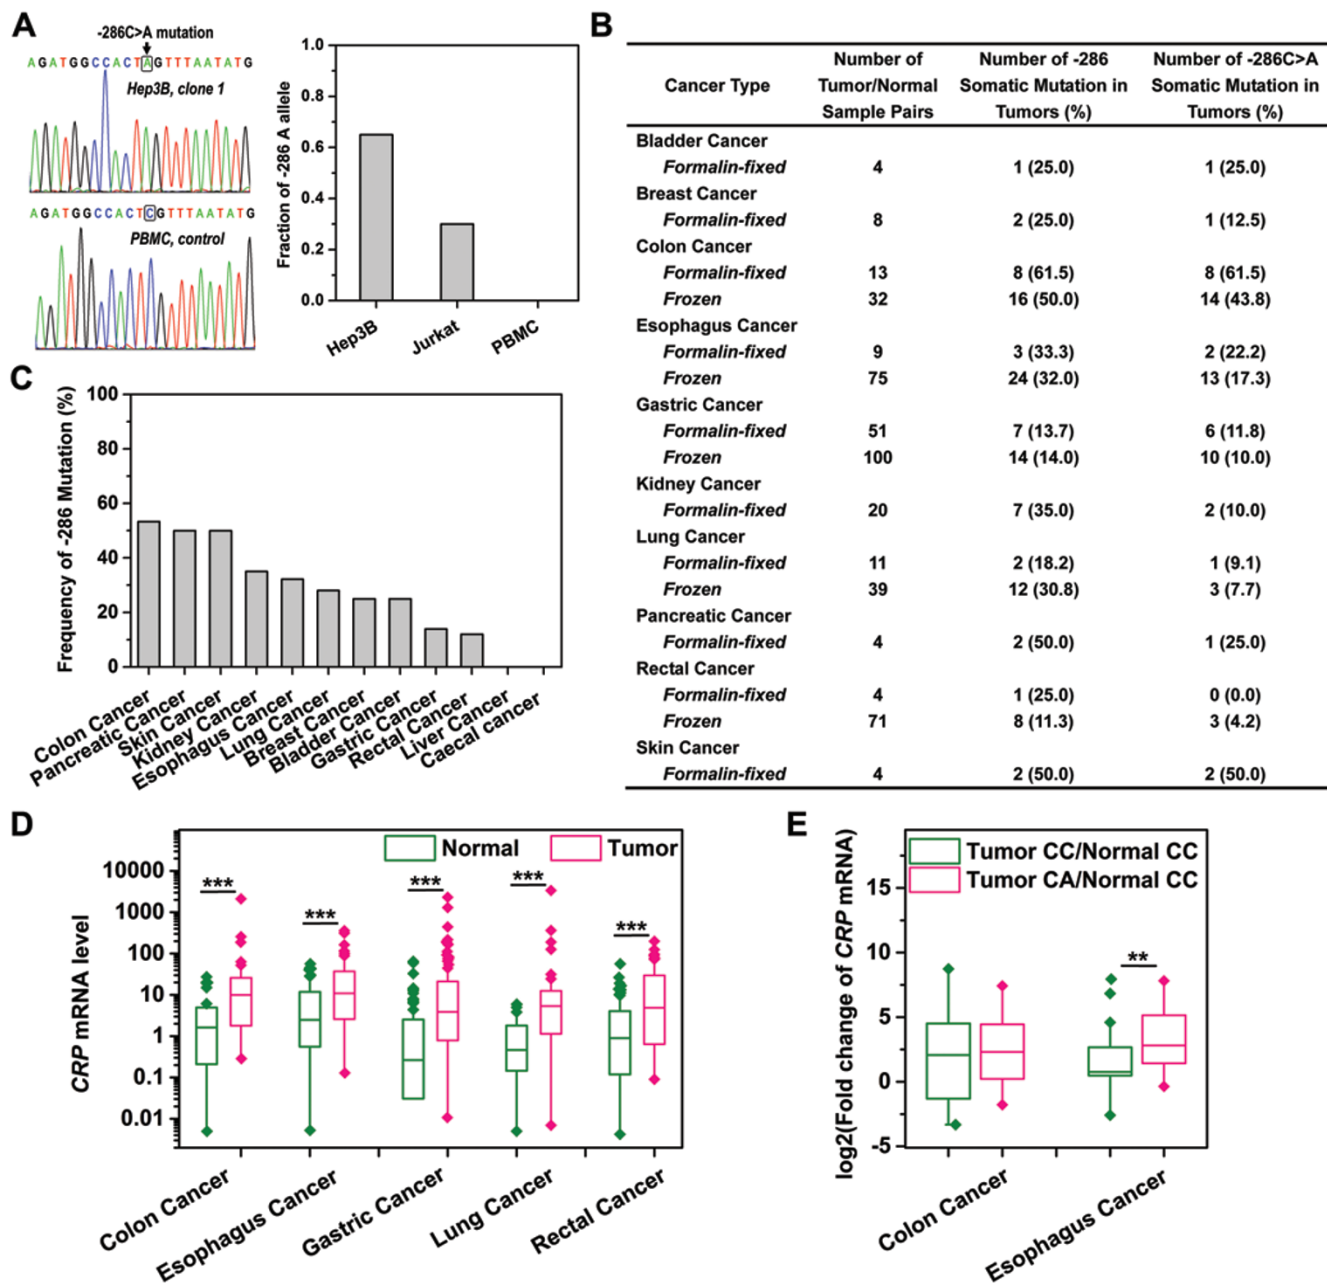 A
-286C>A mutation
AGATGGCCACTAGTTTAATATG
Hep3B, clone 1
AGATGGCCACTCGTTTAATATG
PBMC, control
Fraction of -286 A allele
1.0
0.8
0.6
0.4
0.2
0.0
Hep3B
Jurkat
PBMC
B
Cancer Type
Number of
Tumor/Normal
Sample Pairs
Number of -286
Somatic Mutation in
Tumors (%)
Number of -286C>A
Somatic Mutation in
Tumors (%)
Bladder Cancer
Formalin-fixed 4 1 (25.0) 1 (25.0)
Breast Cancer
Formalin-fixed 8 2 (25.0) 1 (12.5)
Colon Cancer
Formalin-fixed 13 8 (61.5) 8 (61.5)
Frozen 32 16 (50.0) 14 (43.8)
Esophagus Cancer
Formalin-fixed 9 3 (33.3) 2 (22.2)
Frozen 75 24 (32.0) 13 (17.3)
Gastric Cancer
Formalin-fixed 51 7 (13.7) 6 (11.8)
Frozen 100 14 (14.0) 10 (10.0)
Kidney Cancer
Formalin-fixed 20 7 (35.0) 2 (10.0)
Lung Cancer
Formalin-fixed 11 2 (18.2) 1 (9.1)
Frozen 39 12 (30.8) 3 (7.7)
Pancreatic Cancer
Formalin-fixed 4 2 (50.0) 1 (25.0)
Rectal Cancer
Formalin-fixed 4 1 (25.0) 0 (0.0)
Frozen 71 8 (11.3) 3 (4.2)
Skin Cancer
Formalin-fixed 4 2 (50.0) 2 (50.0)
C
Frequency of -286 Mutation (%)
100
80
60
40
20
0
Colon Cancer
Pancreatic Cancer
Skin Cancer
Kidney Cancer
Esophagus Cancer
Lung Cancer
Breast Cancer
Bladder Cancer
Gastric Cancer
Rectal Cancer
Liver Cancer
Caecal cancer
D
CRP mRNA level
Normal
Tumor
10000
1000
100
10
1
0.1
0.01
***
***
***
***
***
Colon Cancer
Esophagus Cancer
Gastric Cancer
Lung Cancer
Rectal Cancer
E
log2(Fold change of CRP mRNA)
Tumor CC/Normal CC
Tumor CA/Normal CC
15
10
5
0
-5
**
Colon Cancer
Esophagus Cancer